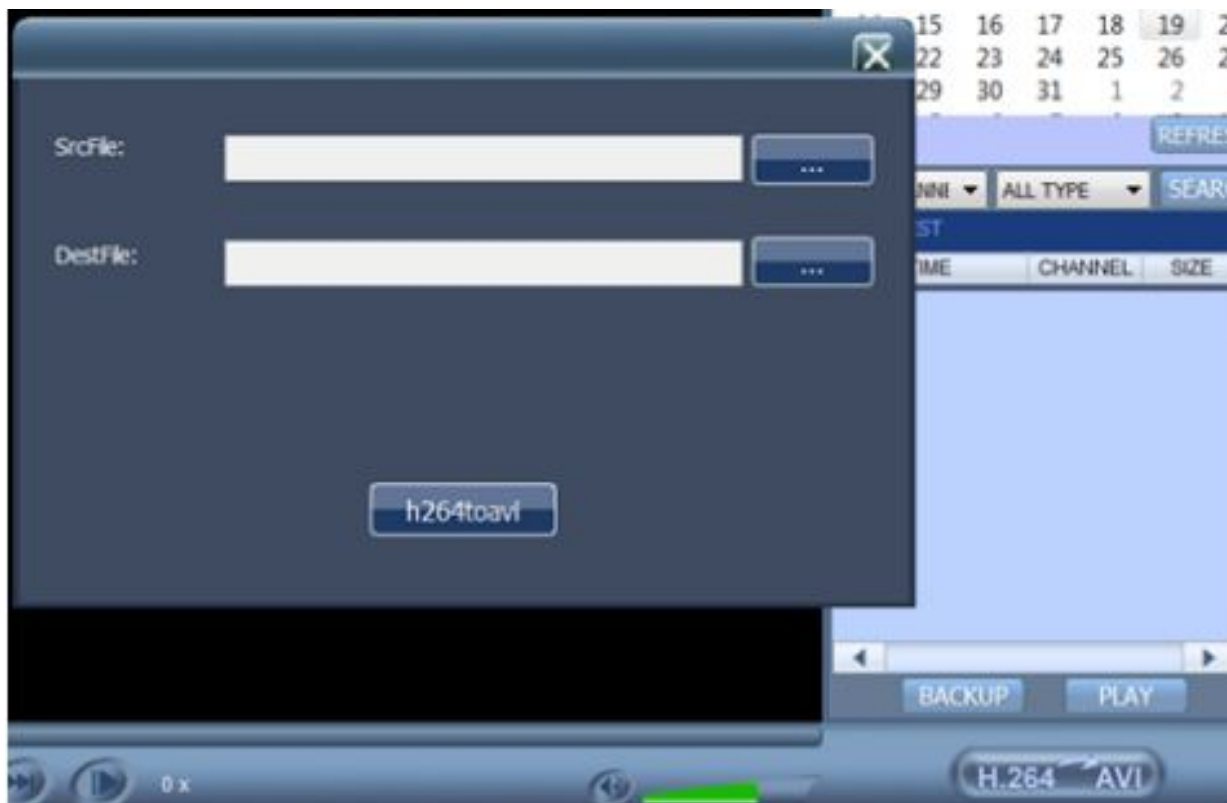 SrcFile:
...
DestFile:
...
h264toavi
15 16 17 18 19
22 23 24 25 26
29 30 31 1 2
ALL TYPE
TIME CHANNEL SIZE
BACKUP PLAY
0 x
H.264 AVI